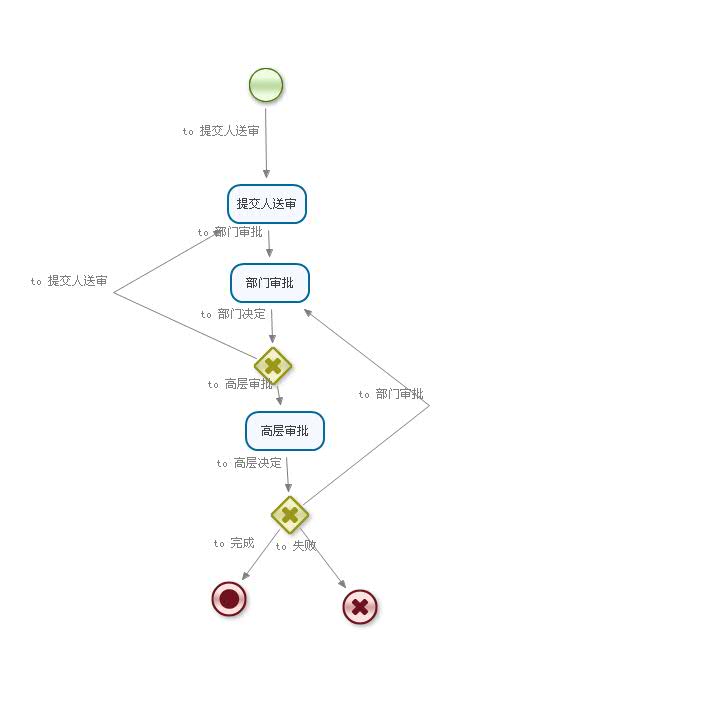 to 提交人送审
提交人送审
to 部门审批
to 提交人送审
部门审批
to 部门决定
to 高层审批
to 部门审批
高层审批
to 高层决定
to 完成
to 失败